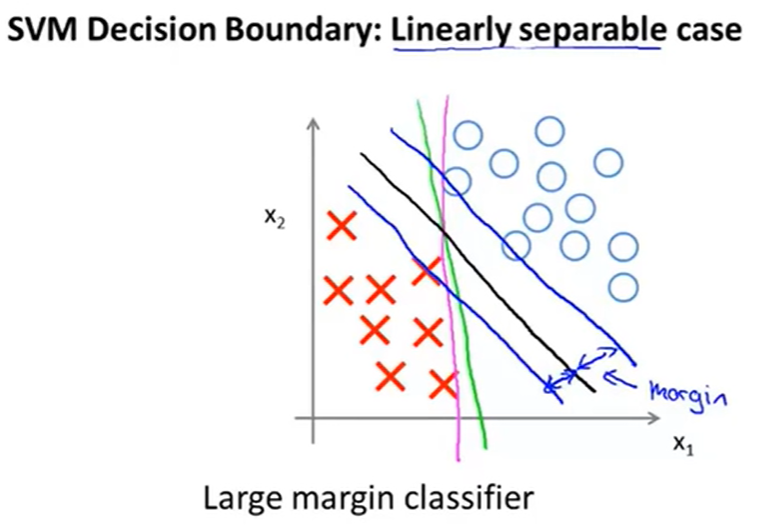 SVM Decision Boundary: Linearly separable case
x₂
margin
x₁
Large margin classifier